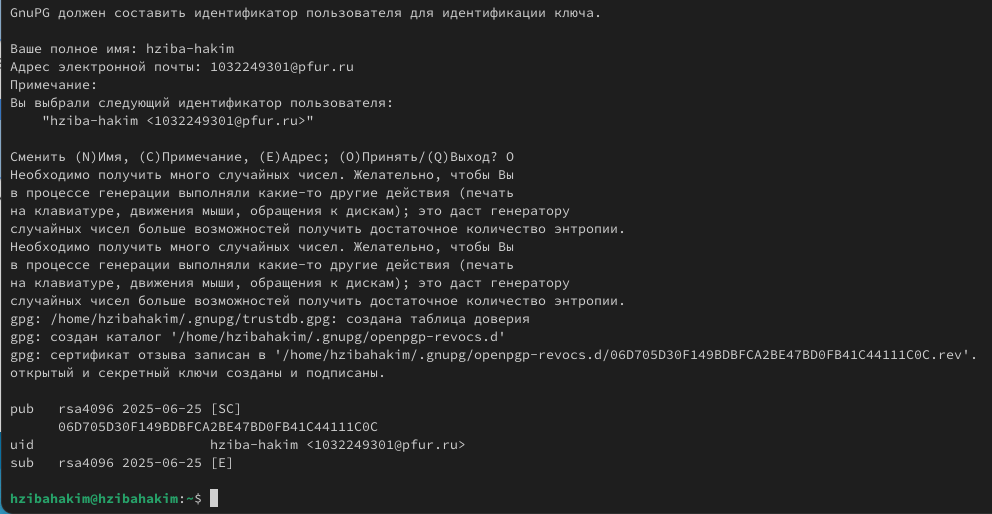 GnuPG должен составить идентификатор пользователя для идентификации ключа.
Ваше полное имя: hziba-hakim
Адрес электронной почты: 1032249301@pfur.ru
Примечание:
Вы выбрали следующий идентификатор пользователя:
"hziba-hakim <1032249301@pfur.ru>"
Сменить (N)Имя, (C)Примечание, (E)Адрес; (O)Принять/(Q)Выход? O
Необходимо получить много случайных чисел. Желательно, чтобы Вы
в процессе генерации выполняли какие-то другие действия (печать
на клавиатуре, движения мыши, обращения к дискам); это даст генератору
случайных чисел больше возможностей получить достаточное количество энтропии.
Необходимо получить много случайных чисел. Желательно, чтобы Вы
в процессе генерации выполняли какие-то другие действия (печать
на клавиатуре, движения мыши, обращения к дискам); это даст генератору
случайных чисел больше возможностей получить достаточное количество энтропии.
gpg: /home/hzibahakim/.gnupg/trustdb.gpg: создана таблица доверия
gpg: создан каталог '/home/hzibahakim/.gnupg/openpgp-revocs.d'
gpg: сертификат отзыва записан в '/home/hzibahakim/.gnupg/openpgp-revocs.d/06D705D30F149BDBFCA2BE47BD0FB41C44111C0C.rev'.
открытый и секретный ключи созданы и подписаны.
pub   rsa4096 2025-06-25 [SC]
06D705D30F149BDBFCA2BE47BD0FB41C44111C0C
uid                      hziba-hakim <1032249301@pfur.ru>
sub   rsa4096 2025-06-25 [E]
hzibahakim@hzibahakim:~$